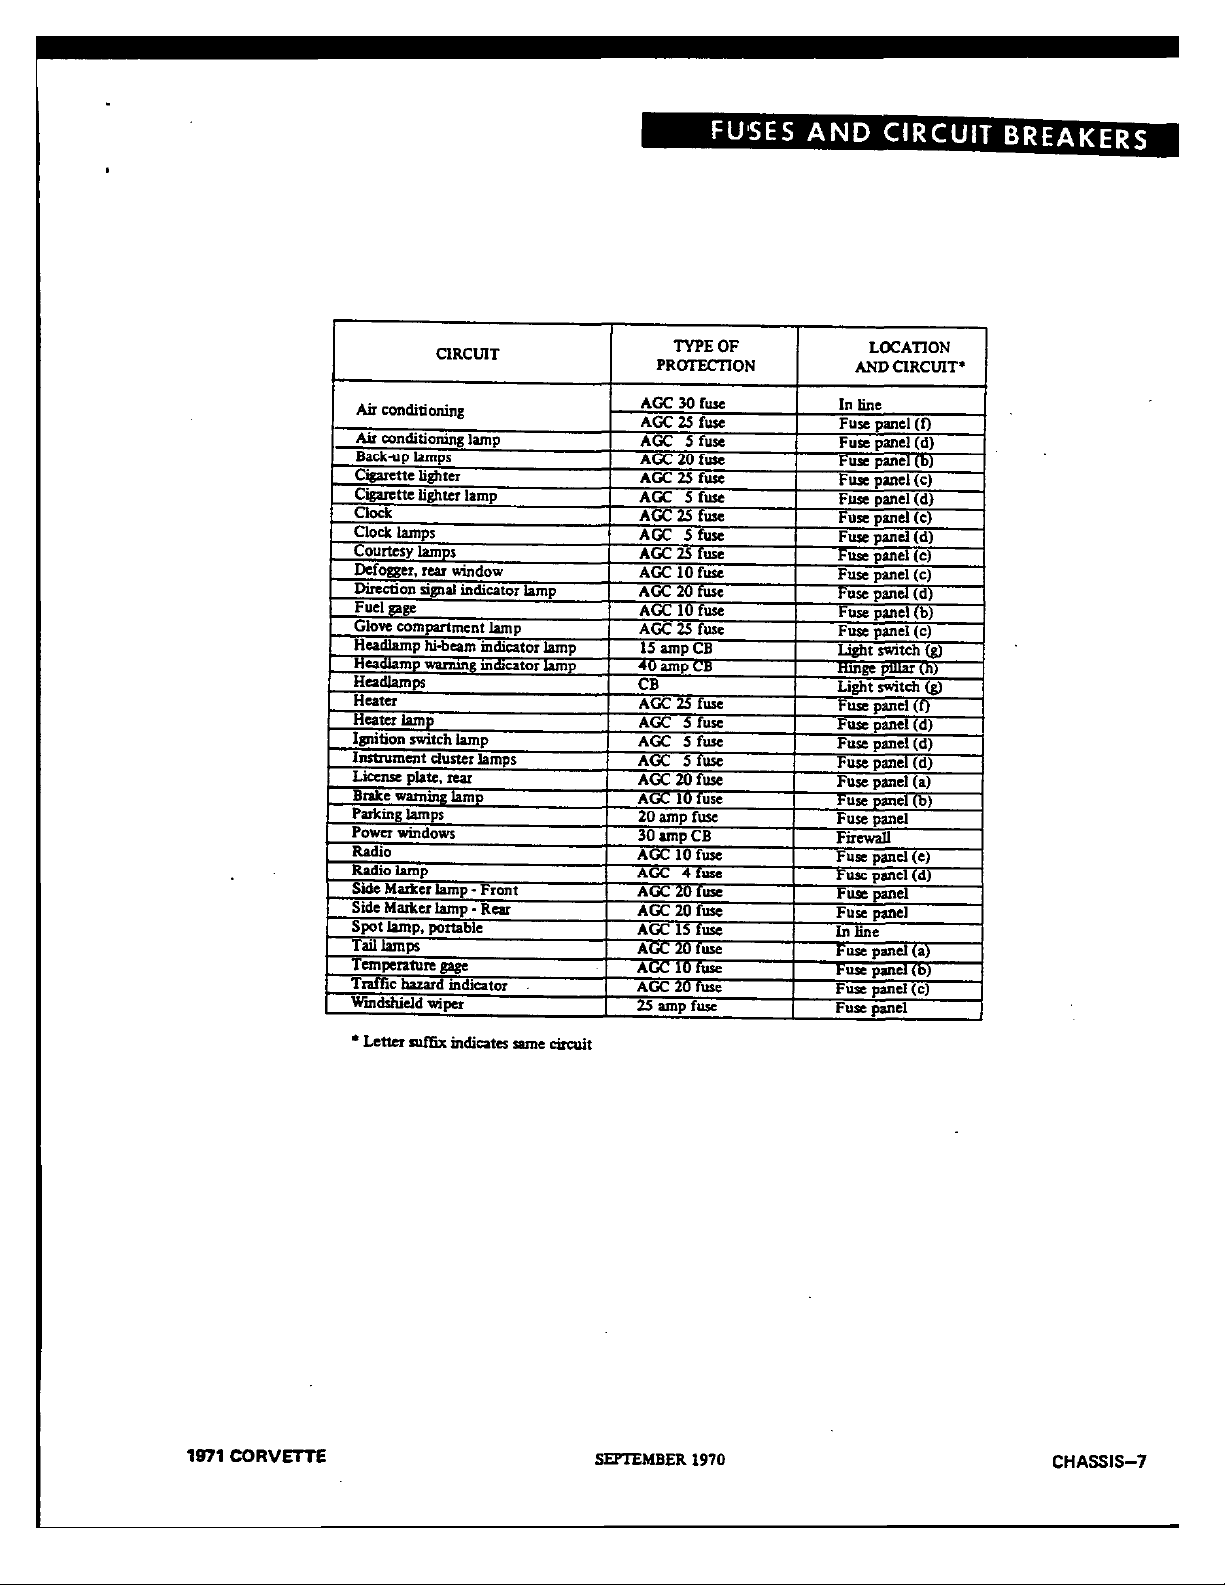 FUSES AND CIRCUIT BREAKERS
CIRCUIT TYPE OF PROTECTION LOCATION AND CIRCUIT*
Air conditioning AGC 30 fuse In line
AGC 25 fuse Fuse panel (f)
Air conditioning lamp AGC 5 fuse Fuse panel (d)
Back-up lamps AGC 20 fuse Fuse panel (b)
Cigarette lighter AGC 25 fuse Fuse panel (c)
Cigarette lighter lamp AGC 5 fuse Fuse panel (d)
Clock AGC 25 fuse Fuse panel (c)
Clock lamps AGC 5 fuse Fuse panel (d)
Courtesy lamps AGC 25 fuse Fuse panel (c)
Defogger, rear window AGC 10 fuse Fuse panel (c)
Direction signal indicator lamp AGC 20 fuse Fuse panel (d)
Fuel gage AGC 10 fuse Fuse panel (b)
Glove compartment lamp AGC 25 fuse Fuse panel (c)
Headlamp hi-beam indicator lamp 15 amp CB Light switch (g)
Headlamp warning indicator lamp 40 amp CB Hinge pillar (h)
Headlamps CB Light switch (g)
Heater AGC 25 fuse Fuse panel (f)
Heater lamp AGC 5 fuse Fuse panel (d)
Ignition switch lamp AGC 5 fuse Fuse panel (d)
Instrument cluster lamps AGC 5 fuse Fuse panel (d)
License plate, rear AGC 20 fuse Fuse panel (a)
Brake warning lamp AGC 10 fuse Fuse panel (b)
Parking lamps 20 amp fuse Fuse panel
Power windows 30 amp CB Firewall
Radio AGC 10 fuse Fuse panel (e)
Radio lamp AGC 4 fuse Fuse panel (d)
Side Marker lamp - Front AGC 20 fuse Fuse panel
Side Marker lamp - Rear AGC 20 fuse Fuse panel
Spot lamp, portable AGC 15 fuse In line
Tail lamps AGC 20 fuse Fuse panel (a)
Temperature gage AGC 10 fuse Fuse panel (b)
Traffic hazard indicator AGC 20 fuse Fuse panel (c)
Windshield wiper 25 amp fuse Fuse panel
* Letter suffix indicates same circuit
1971 CORVETTE SEPTEMBER 1970 CHASSIS–7